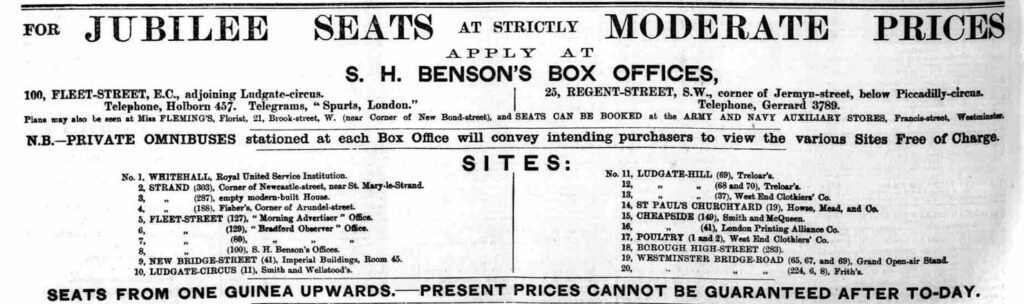 FOR JUBILEE SEATS AT STRICTLY MODERATE PRICES
APPLY AT
S. H. BENSON'S BOX OFFICES,
100, FLEET-STREET, E.C., adjoining Ludgate-circus.
Telephone, Holborn 457. Telegrams, "Spurts, London."
25, REGENT-STREET, S.W., corner of Jermyn-street, below Piccadilly-circus.
Telephone, Gerrard 3789.
Plans may also be seen at Miss FLEMING'S, Florist, 21, Brook-street, W. (near Corner of New Bond-street), and SEATS CAN BE BOOKED at the ARMY AND NAVY AUXILIARY STORES, Francis-street, Westminster.
N.B.—PRIVATE OMNIBUSES stationed at each Box Office will convey intending purchasers to view the various Sites Free of Charge.
SITES:
No. 1, WHITEHALL, Royal United Service Institution.
2, STRAND (303), Corner of Newcastle-street, near St. Mary-le-Strand.
3, „ (287), empty modern-built House.
4, „ (188), Fisher's, Corner of Arundel-street.
5, FLEET-STREET (127), "Morning Advertiser" Office.
6, „ (129), "Bradford Observer" Office.
7, „ (89), „ „ „
8, „ (100), S. H. Benson's Offices.
9, NEW BRIDGE-STREET (41), Imperial Buildings, Room 45.
10, LUDGATE-CIRCUS (11), Smith and Wellstood's.
No. 11, LUDGATE-HILL (69), Treloar's.
12, „ „ (68 and 70), Treloar's.
13, „ „ (37), West End Clothiers' Co.
14, ST PAUL'S CHURCHYARD (19), Howse, Mead, and Co.
15, CHEAPSIDE (149), Smith and McQueen.
16, „ (41), London Printing Alliance Co.
17, POULTRY (1 and 2), West End Clothiers' Co.
18, BOROUGH HIGH-STREET (283).
19, WESTMINSTER BRIDGE-ROAD (65, 67, and 69), Grand Open-air Stand.
20, „ „ „ (224, 6, 8), Frith's.
SEATS FROM ONE GUINEA UPWARDS.—PRESENT PRICES CANNOT BE GUARANTEED AFTER TO-DAY.